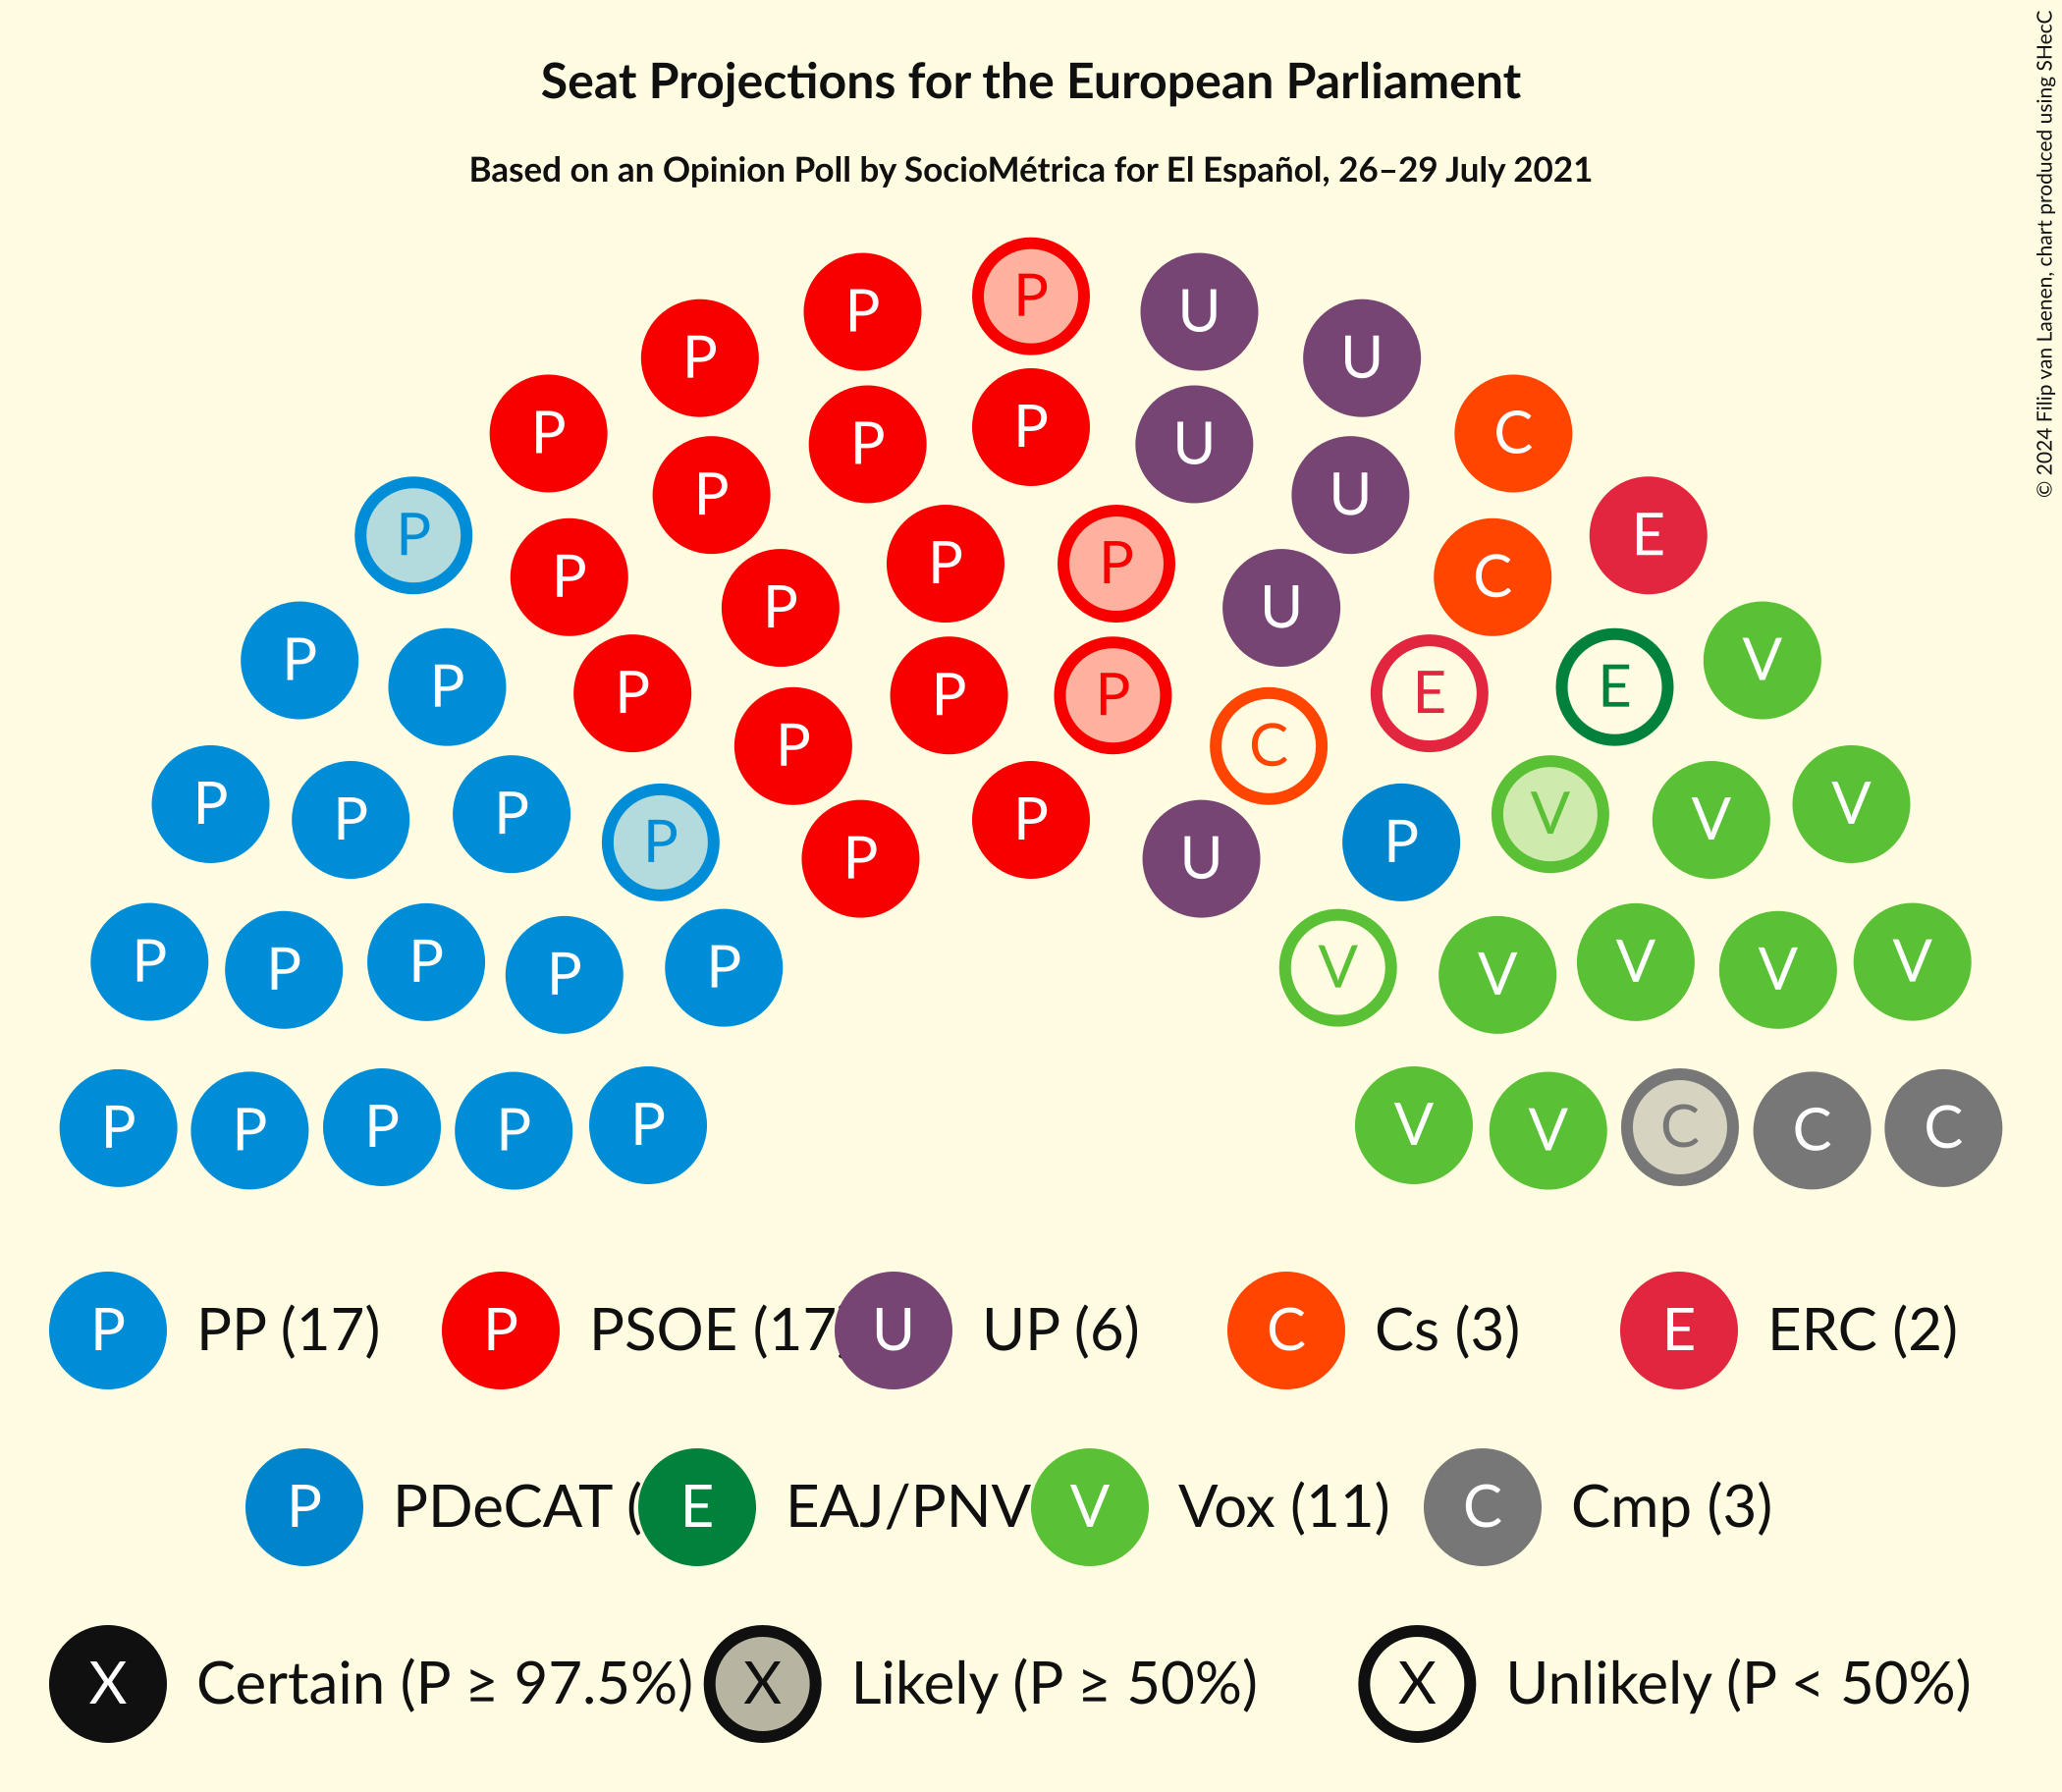 Seat Projections for the European Parliament
Based on an Opinion Poll by SocioMétrica for El Español, 26–29 July 2021
© 2024 Filip van Laenen, chart produced using SHecC
P P U
P U
P P P U C
P U
P P P P C E
P U
P P P P P E E V
P C
P P P P P P U P V V V
P P P P P V V V V V
P P P P P V V C C C
P PP (17) P PSOE (17 U UP (6) C Cs (3) E ERC (2)
P PDeCAT ( E EAJ/PNV V Vox (11) C Cmp (3)
X Certain (P ≥ 97.5%) X Likely (P ≥ 50%) X Unlikely (P < 50%)